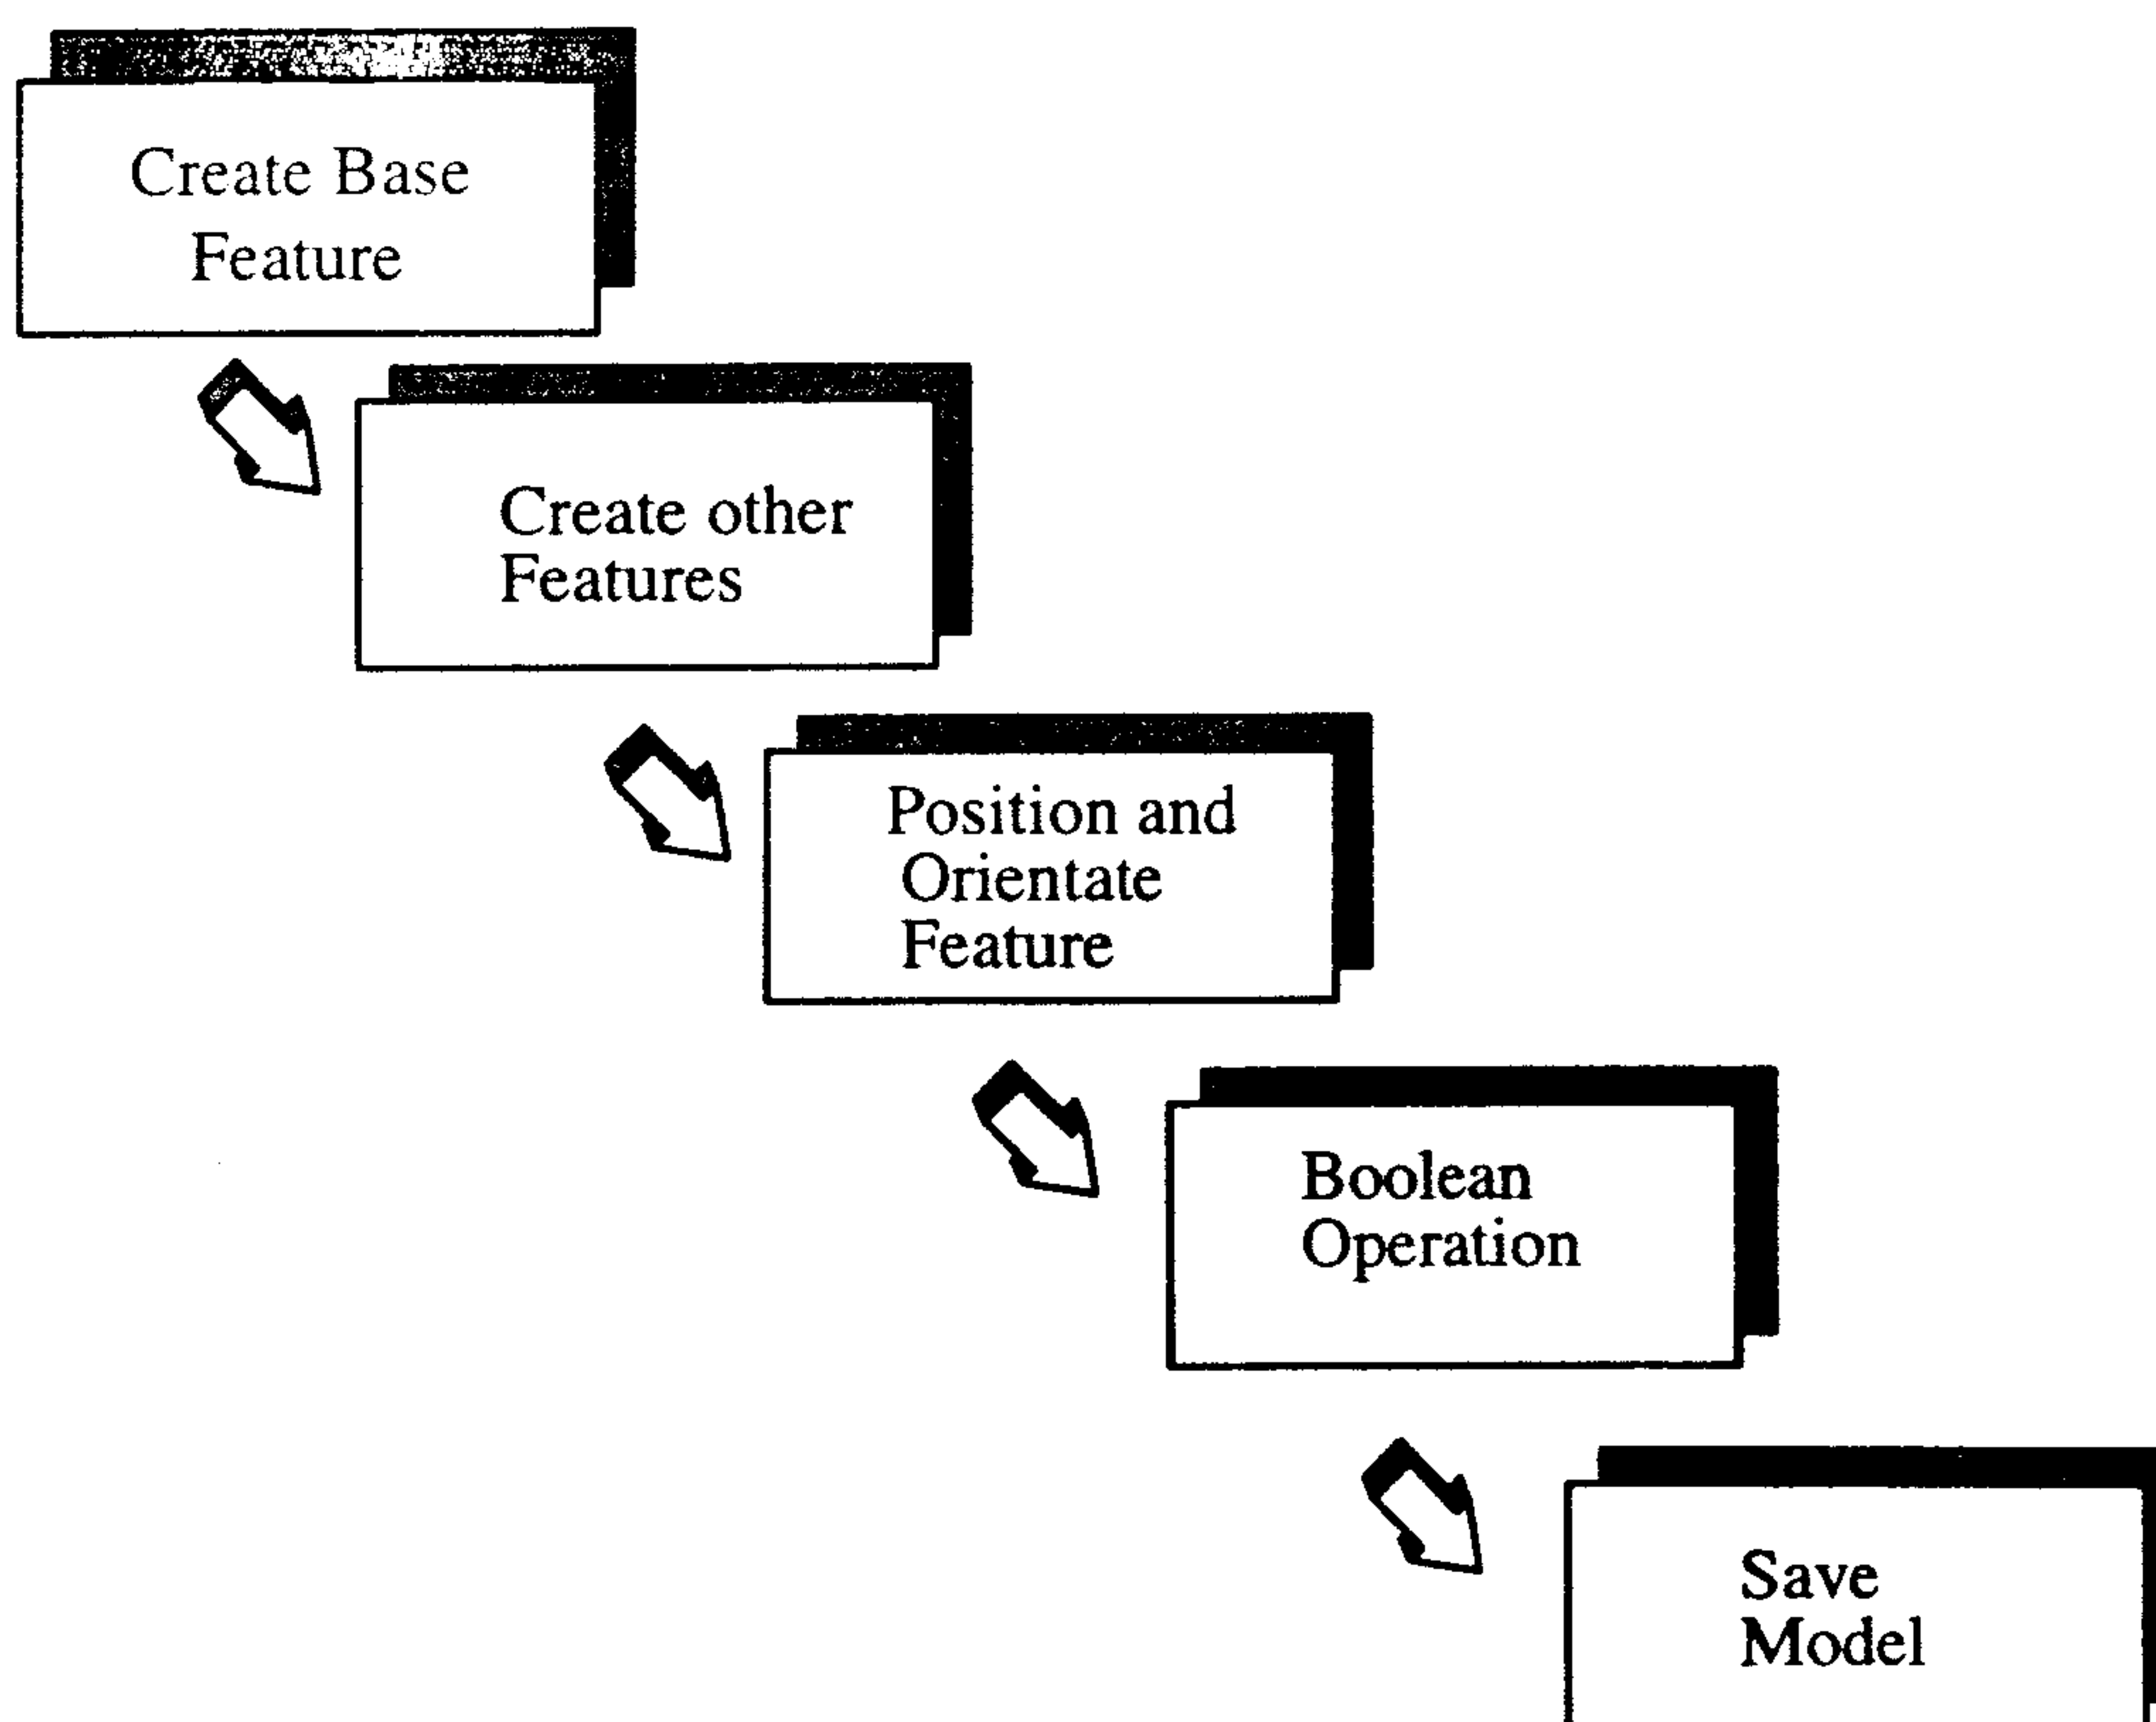 Create Base
Feature
Create other
Features
Position and
Orientate
Feature
Boolean
Operation
Save
Model